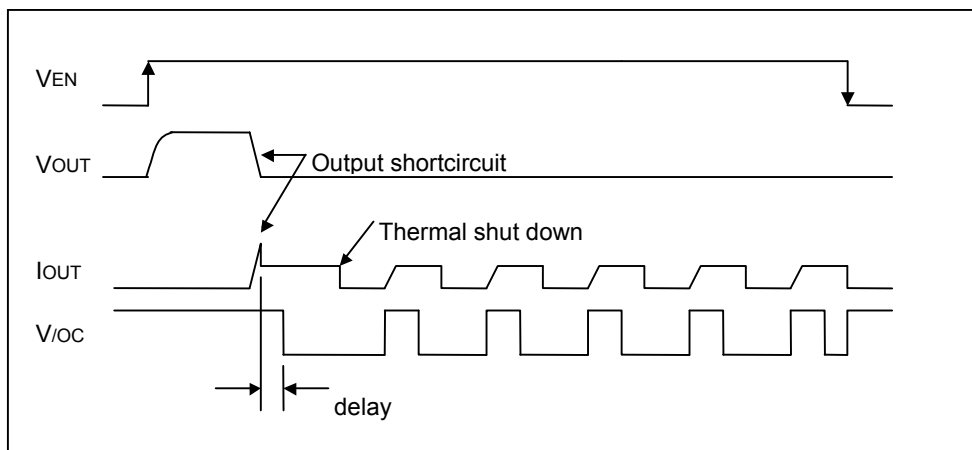 VEN
VOUT
Output shortcircuit
Thermal shut down
IOUT
V/OC
delay